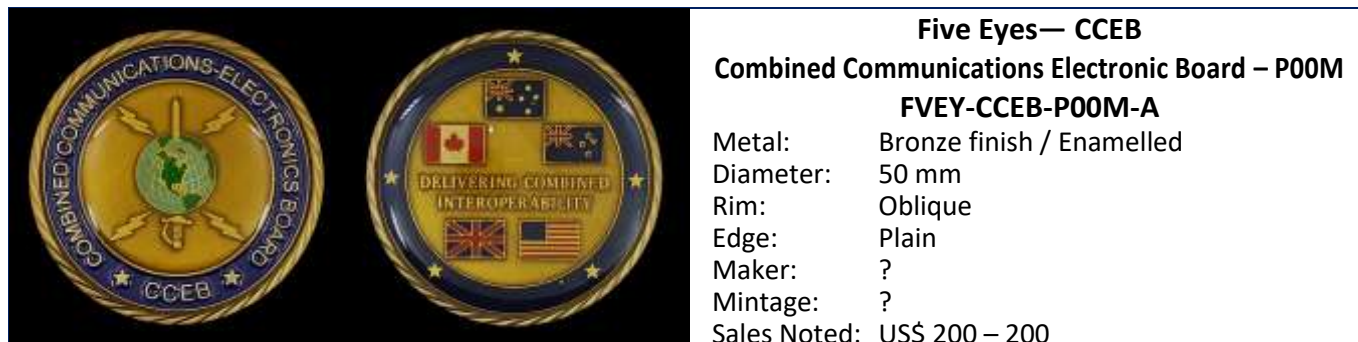 COMBINED COMMUNICATIONS-ELECTRONICS BOARD
CCEB
DELIVERING COMBINED
INTEROPERABILITY
Five Eyes— CCEB
Combined Communications Electronic Board – P00M
FVEY-CCEB-P00M-A
Metal: Bronze finish / Enamelled
Diameter: 50 mm
Rim: Oblique
Edge: Plain
Maker: ?
Mintage: ?
Sales Noted: US$ 200 – 200